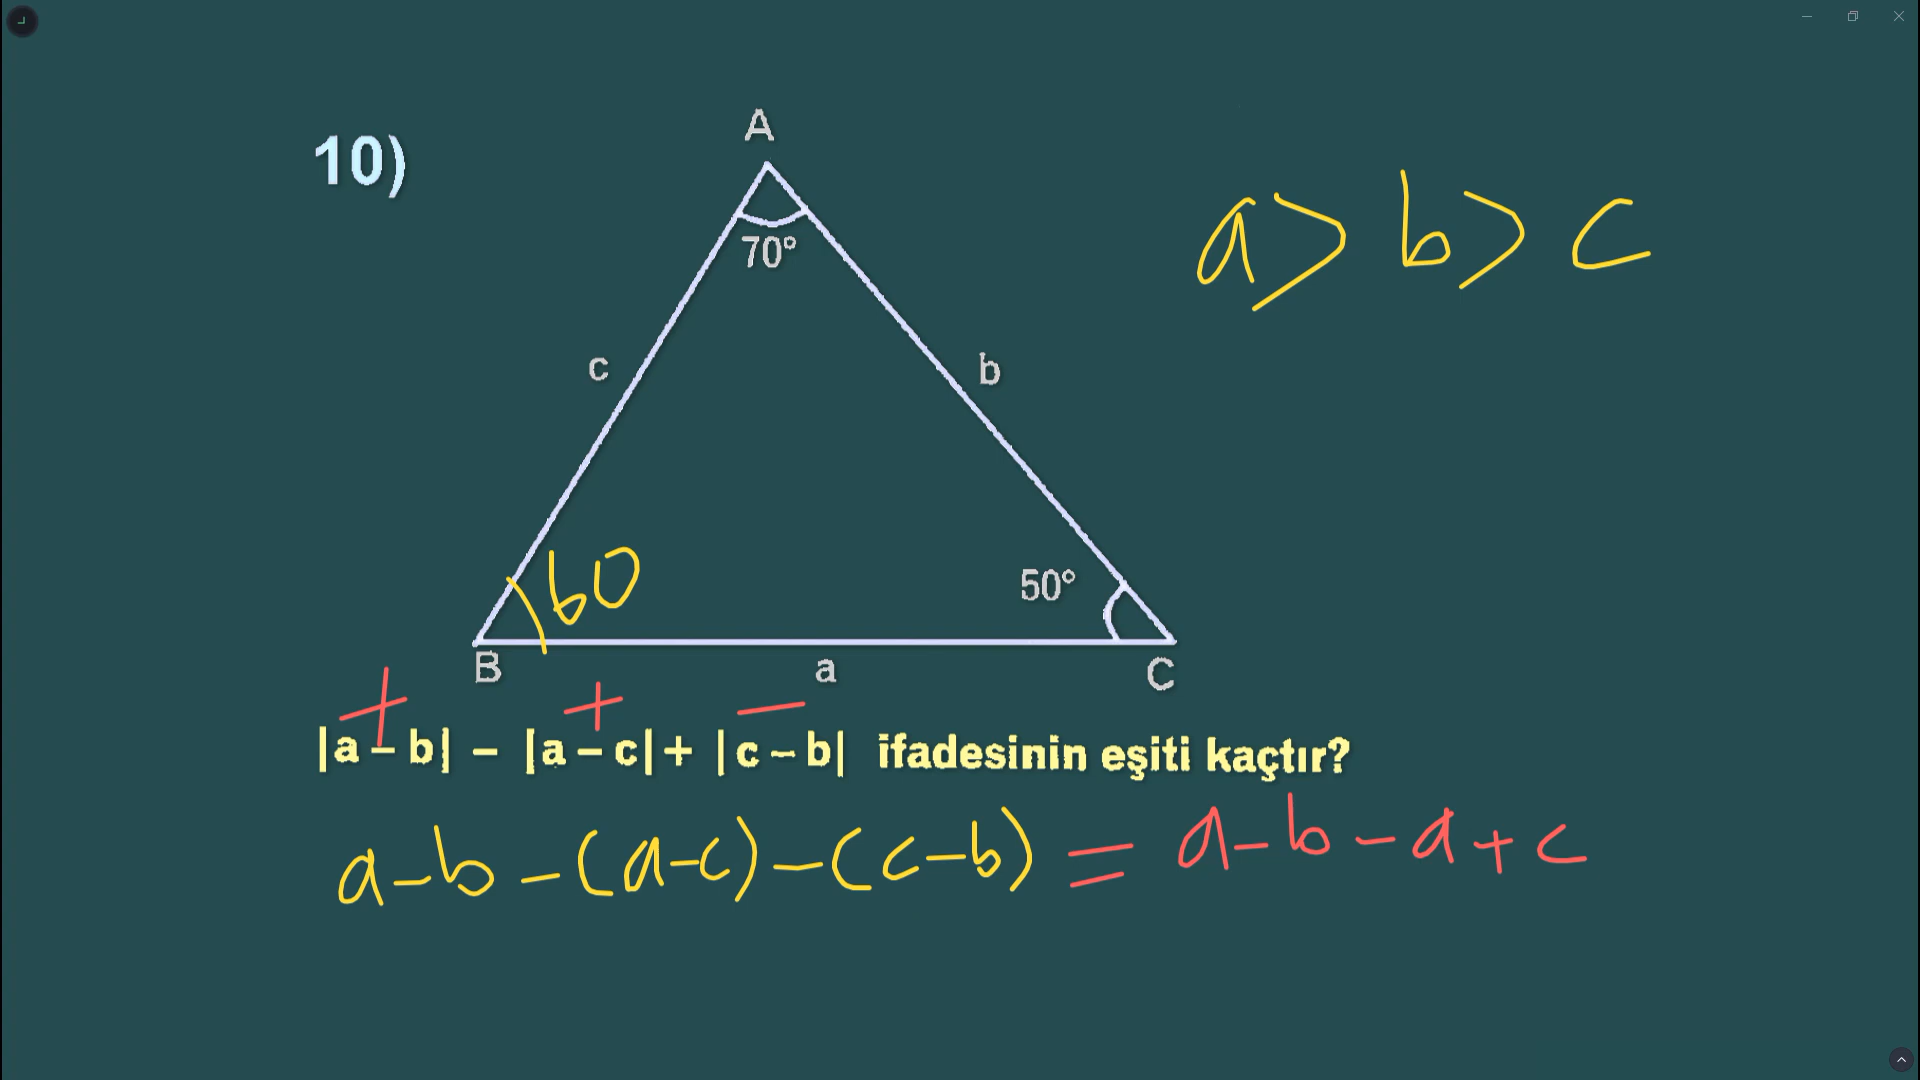 10)
A
70°
a > b > c
c
b
60
50°
B
a
C
+ + −
|a − b| − |a − c| + |c − b| ifadesinin eşiti kaçtır?
a − b − (a − c) − (c − b) = a − b − a + c